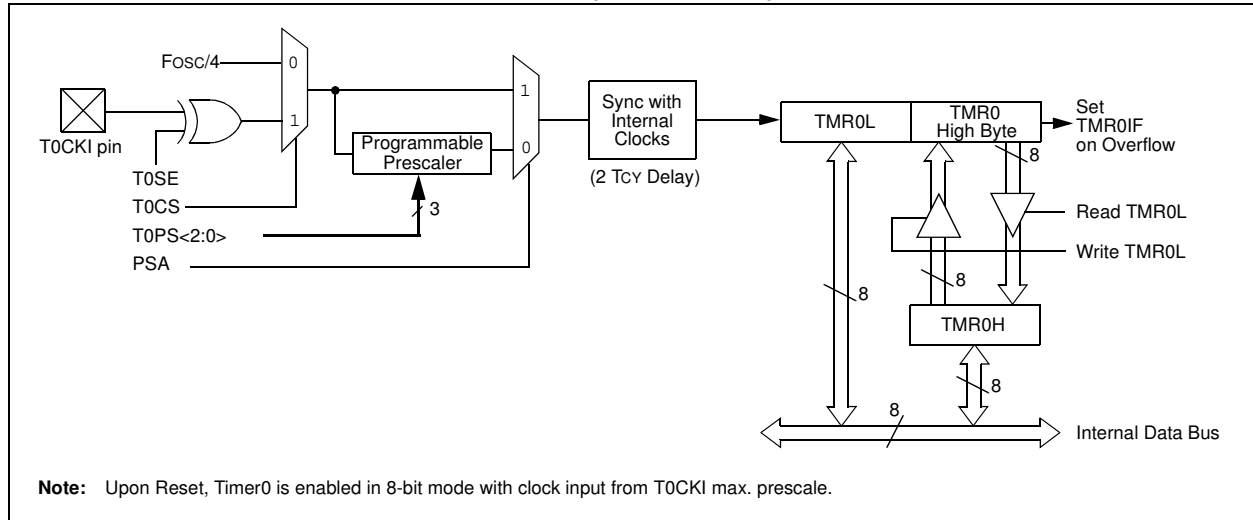 Fosc/4
0
1
T0CKI pin
T0SE
T0CS
T0PS<2:0>
PSA
Programmable
Prescaler
3
1
0
Sync with
Internal
Clocks
(2 TCY Delay)
TMR0L
TMR0
High Byte
Set
TMR0IF
on Overflow
8
Read TMR0L
Write TMR0L
8
8
TMR0H
8
8
Internal Data Bus
Note: Upon Reset, Timer0 is enabled in 8-bit mode with clock input from T0CKI max. prescale.